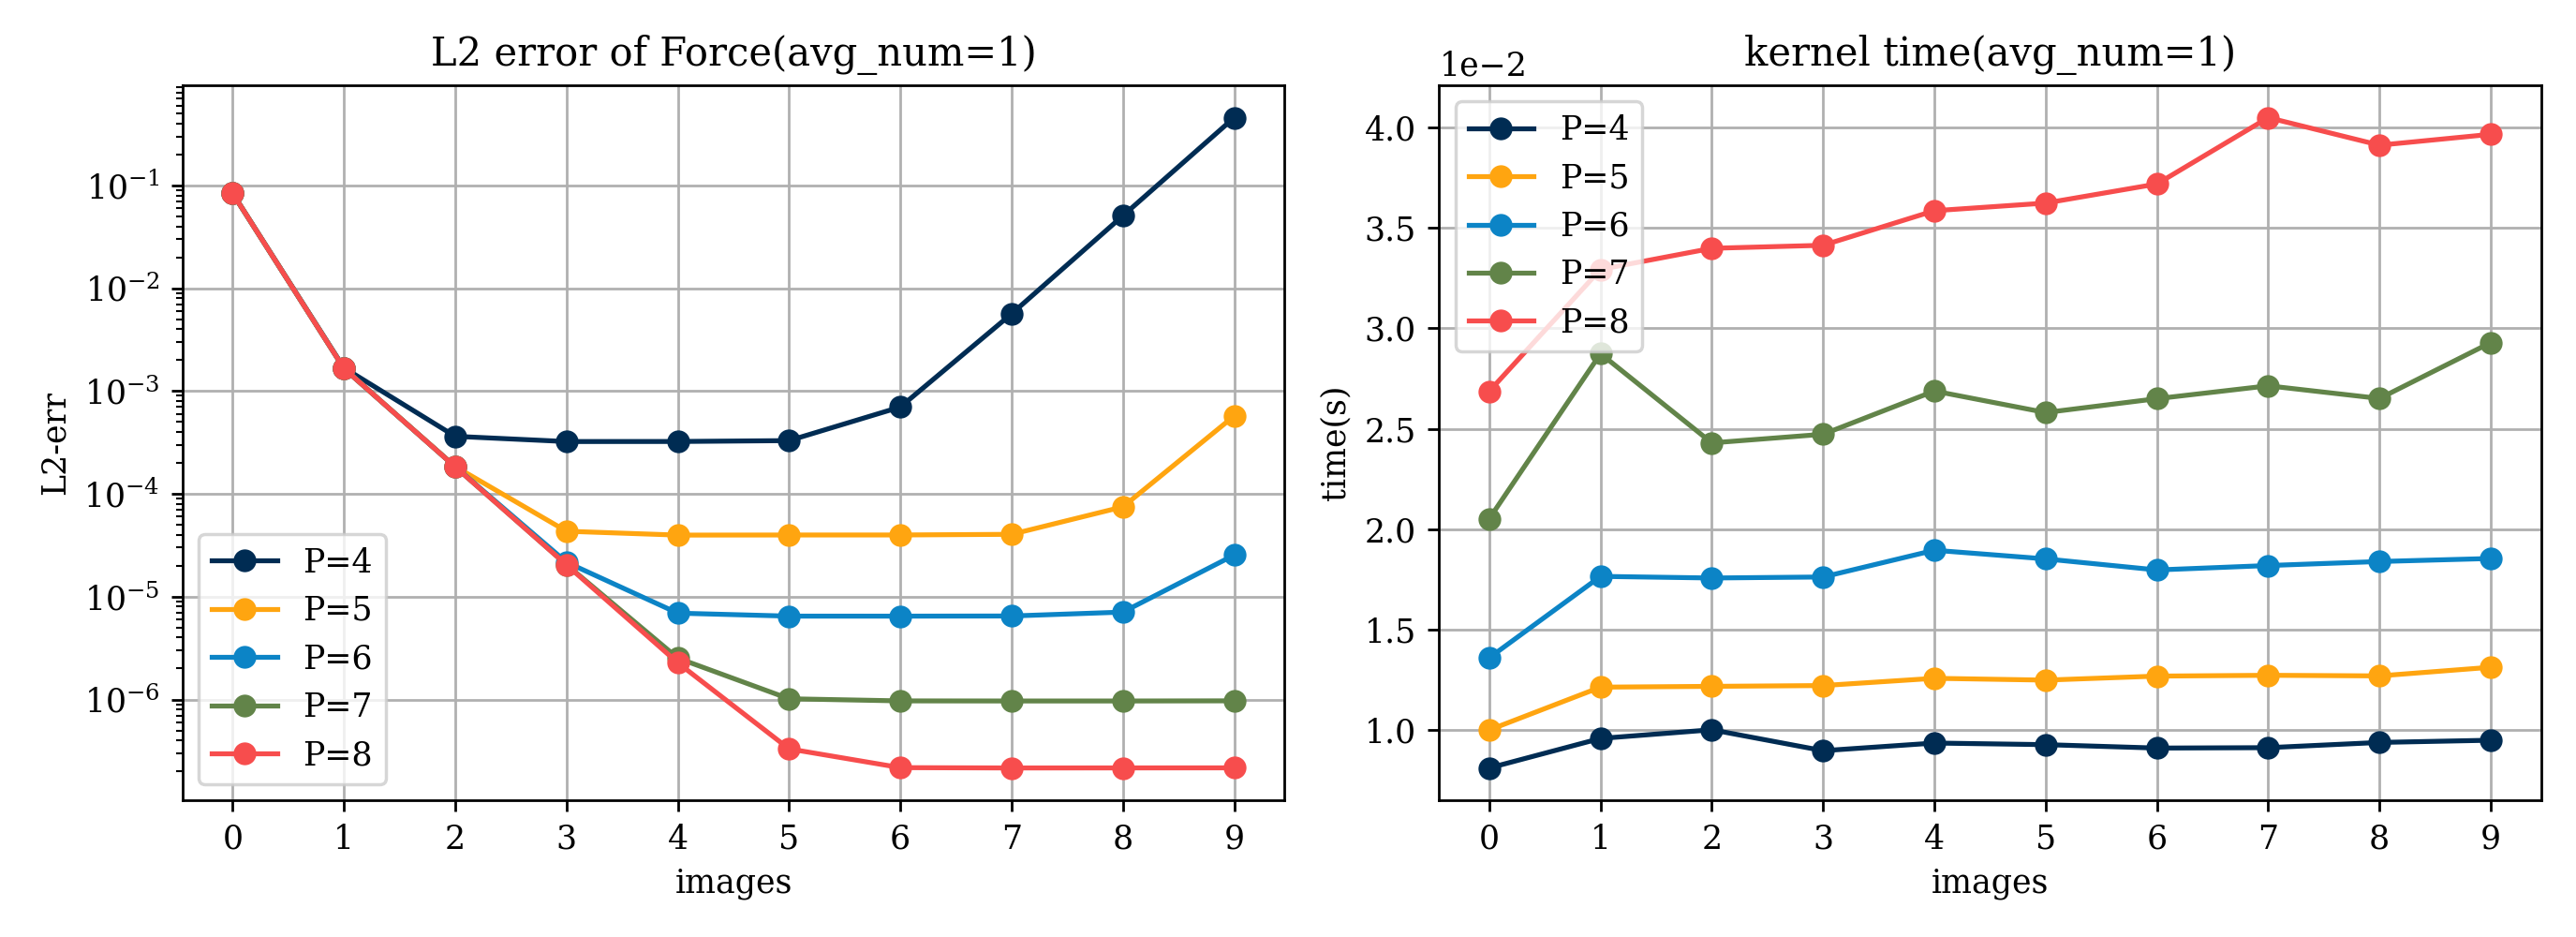 L2 error of Force(avg_num=1)
L2-err
10⁻¹
10⁻²
10⁻³
10⁻⁴
10⁻⁵
10⁻⁶
P=4
P=5
P=6
P=7
P=8
0 1 2 3 4 5 6 7 8 9
images
kernel time(avg_num=1)
1e−2
time(s)
4.0
3.5
3.0
2.5
2.0
1.5
1.0
P=4
P=5
P=6
P=7
P=8
0 1 2 3 4 5 6 7 8 9
images